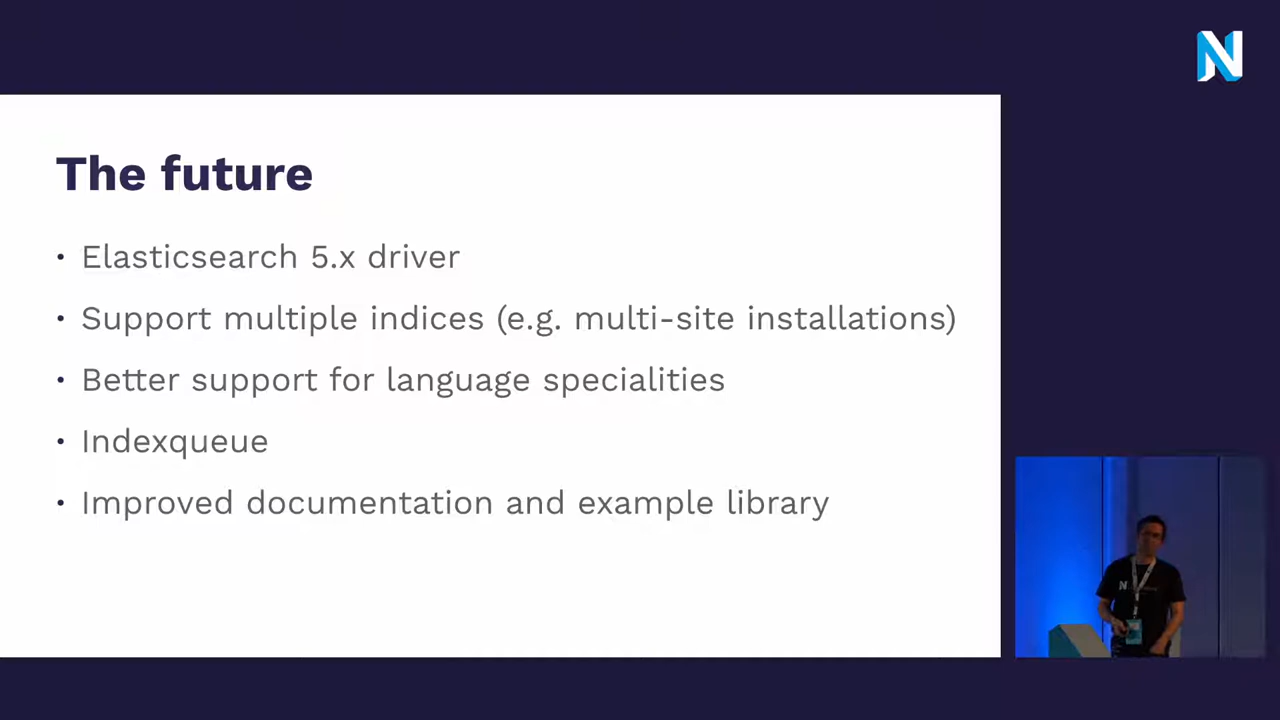 The future
• Elasticsearch 5.x driver
• Support multiple indices (e.g. multi-site installations)
• Better support for language specialities
• Indexqueue
• Improved documentation and example library